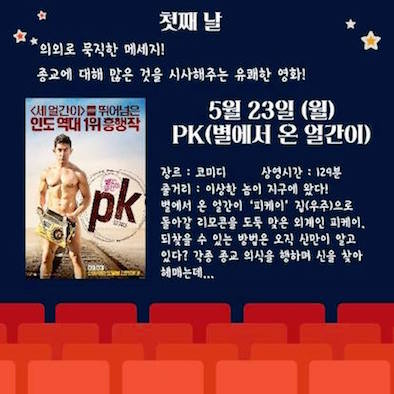 첫째 날
의외로 묵직한 메세지!
종교에 대해 많은 것을 시사해주는 유쾌한 영화!
<세 얼간이>를 뛰어넘은
인도 역대 1위 흥행작
pk
5월 23일 (월)
PK(별에서 온 얼간이)
장르 : 코미디 상영시간 : 129분
줄거리 : 이상한 놈이 지구에 왔다!
별에서 온 얼간이 '피케이' 집(우주)으로
돌아갈 리모콘을 도둑 맞은 외계인 피케이.
되찾을 수 있는 방법은 오직 신만이 알고
있다? 각종 종교 의식을 행하며 신을 찾아
헤매는데...